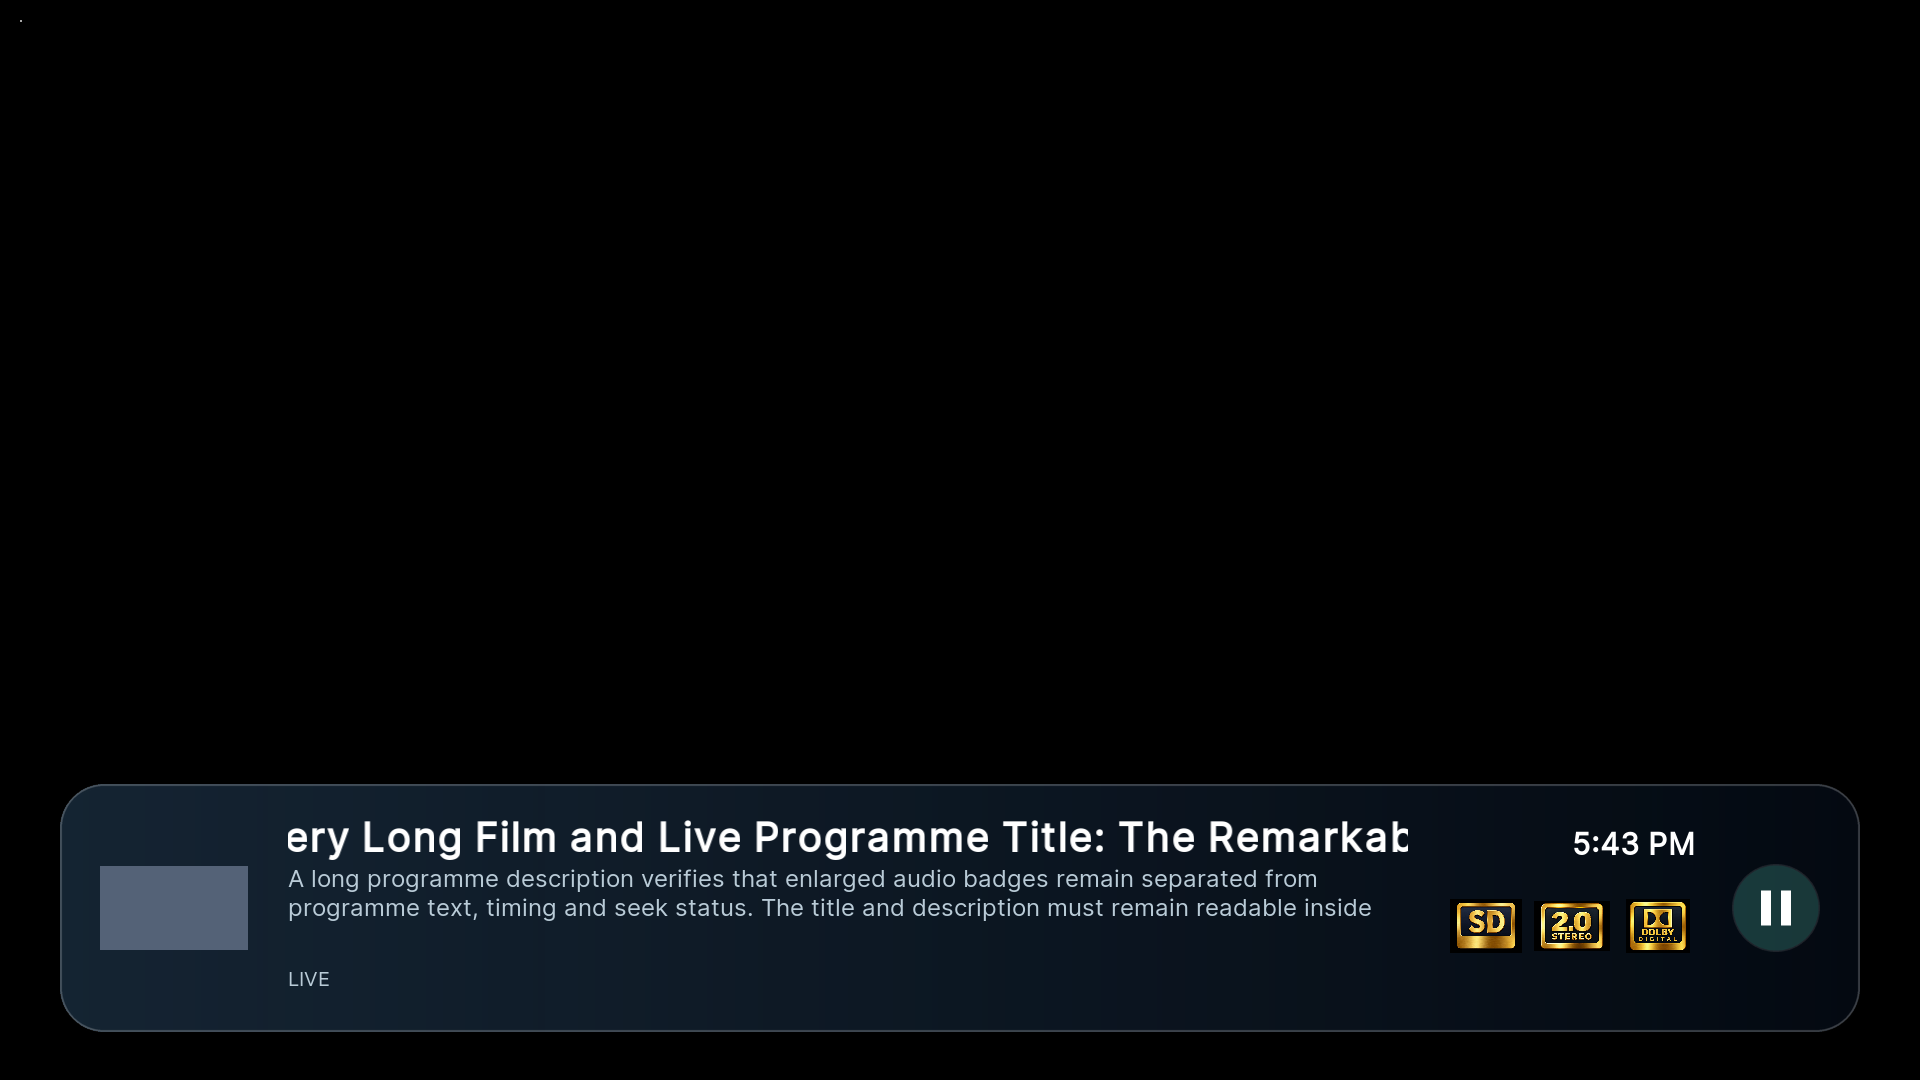 ery Long Film and Live Programme Title: The Remarkab
5:43 PM
A long programme description verifies that enlarged audio badges remain separated from
programme text, timing and seek status. The title and description must remain readable inside
SD
2.0
STEREO
DOLBY
DIGITAL
LIVE